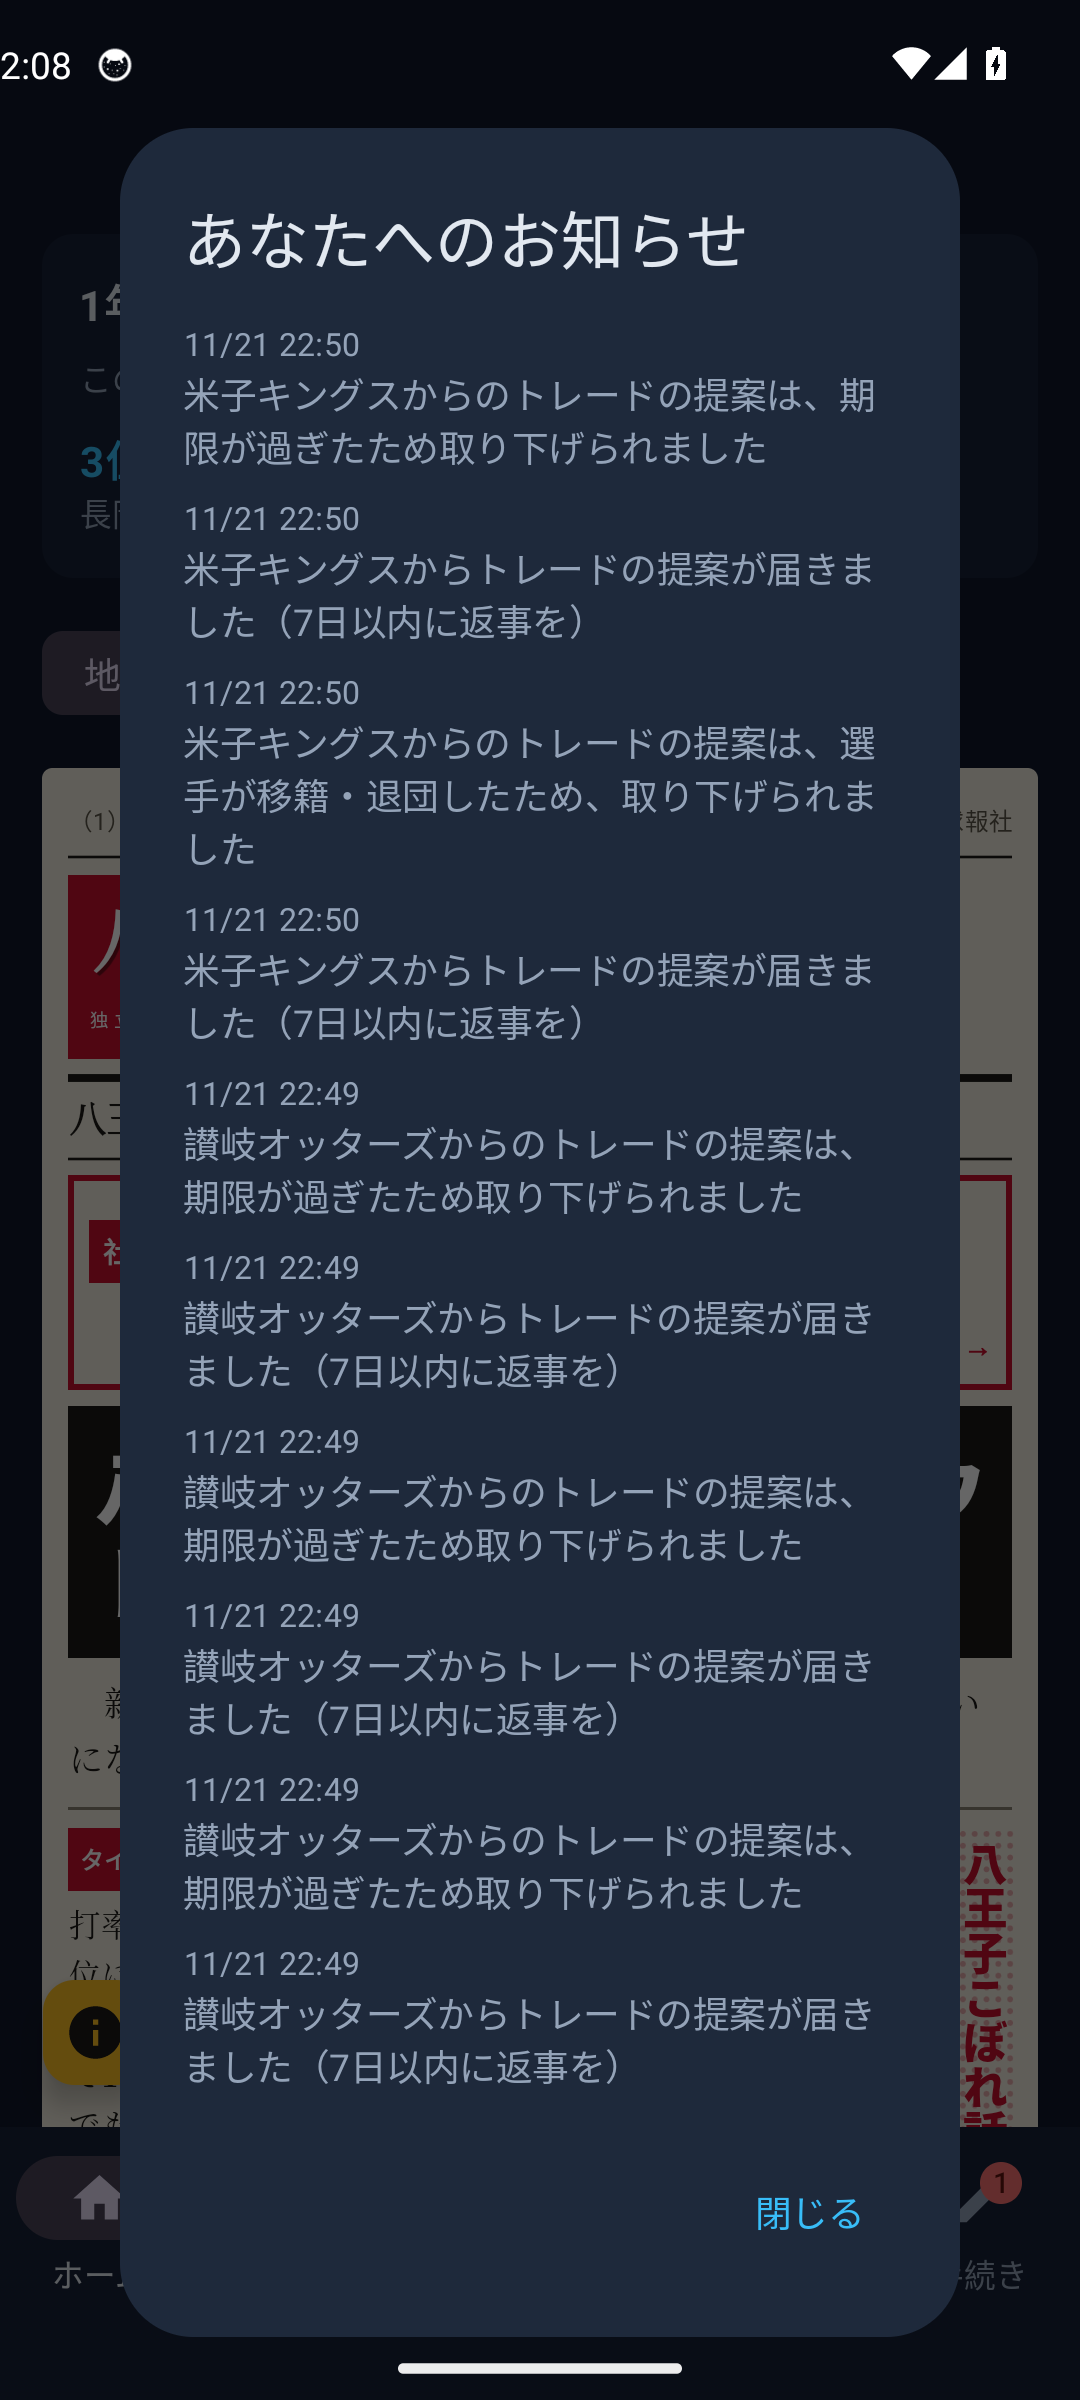 2:08
あなたへのお知らせ
11/21 22:50
米子キングスからのトレードの提案は、期
限が過ぎたため取り下げられました
11/21 22:50
米子キングスからトレードの提案が届きま
した（7日以内に返事を）
11/21 22:50
米子キングスからのトレードの提案は、選
手が移籍・退団したため、取り下げられま
した
11/21 22:50
米子キングスからトレードの提案が届きま
した（7日以内に返事を）
11/21 22:49
讃岐オッターズからのトレードの提案は、
期限が過ぎたため取り下げられました
11/21 22:49
讃岐オッターズからトレードの提案が届き
ました（7日以内に返事を）
11/21 22:49
讃岐オッターズからのトレードの提案は、
期限が過ぎたため取り下げられました
11/21 22:49
讃岐オッターズからトレードの提案が届き
ました（7日以内に返事を）
11/21 22:49
讃岐オッターズからのトレードの提案は、
期限が過ぎたため取り下げられました
11/21 22:49
讃岐オッターズからトレードの提案が届き
ました（7日以内に返事を）
閉じる
地
（1）
報社
独
八
→
い
打
八王子こぼれ
1
ホー
続き